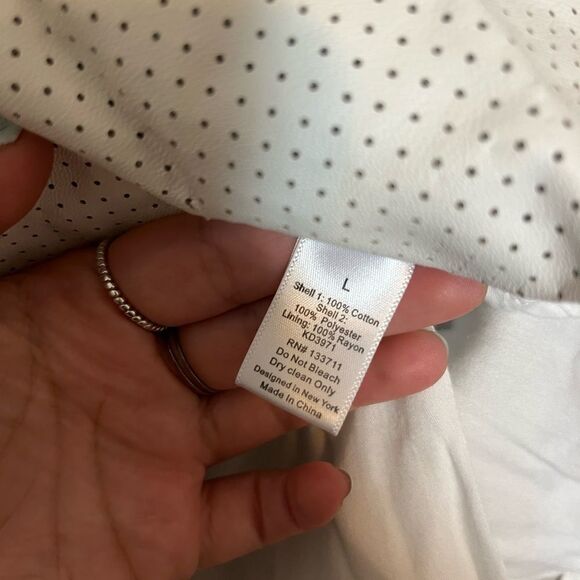 L
Shell 1: 100% Cotton
Shell 2:
100% Polyester
Lining: 100% Rayon
KD3971
RN# 133711
Do Not Bleach
Dry clean Only
Designed in New York
Made in China